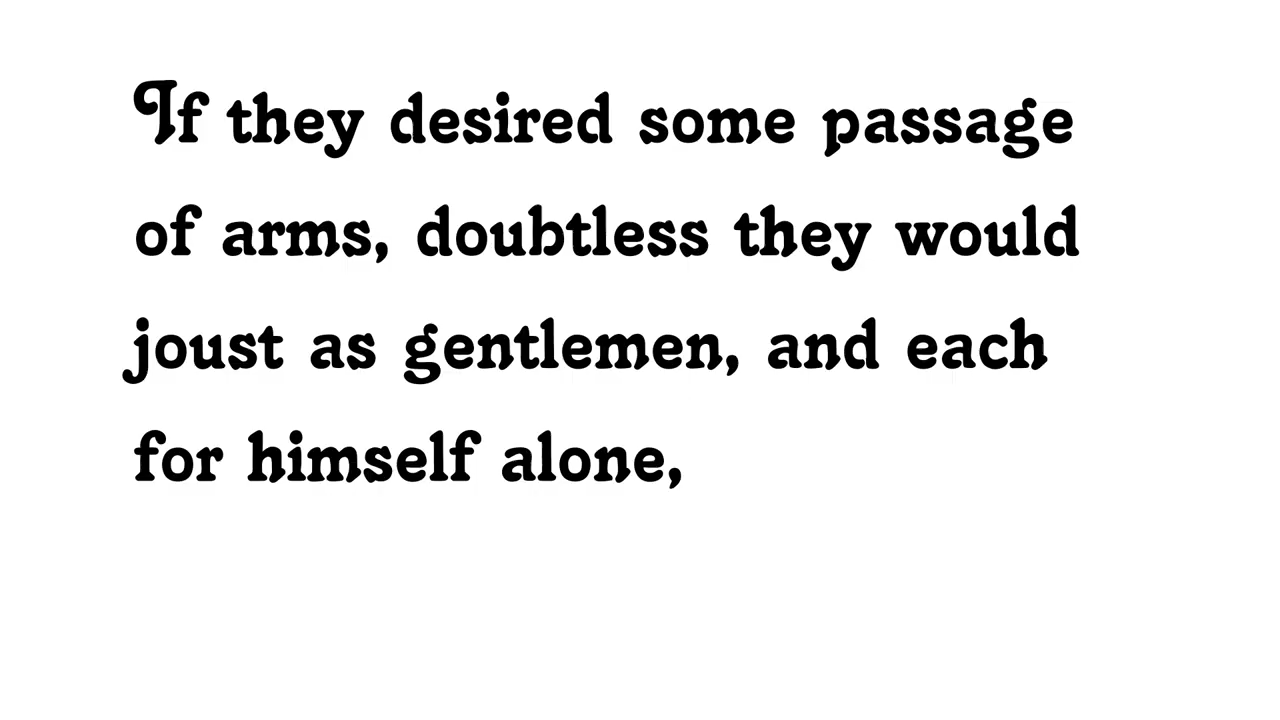 If they desired some passage
of arms, doubtless they would
joust as gentlemen, and each
for himself alone,